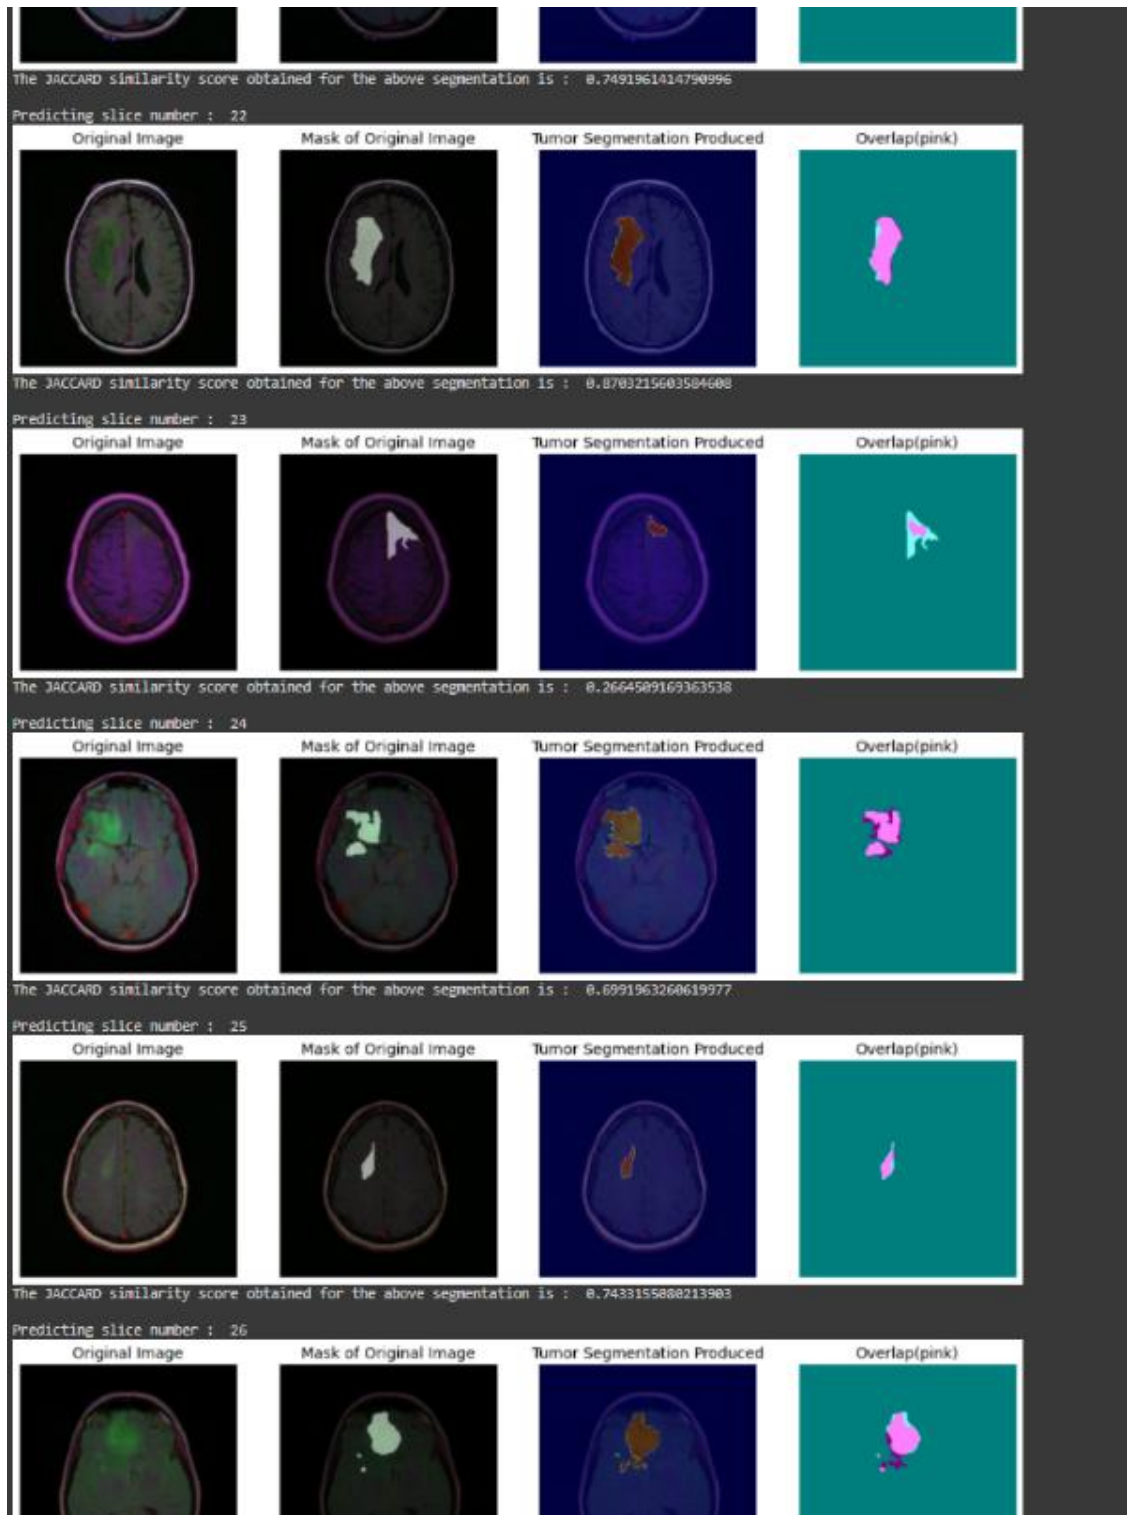 The JACCARD similarity score obtained for the above segmentation is :  0.7491961414790996
Predicting slice number :  22
Original Image Mask of Original Image Tumor Segmentation Produced Overlap(pink)
The JACCARD similarity score obtained for the above segmentation is :  0.8703215603584608
Predicting slice number :  23
Original Image Mask of Original Image Tumor Segmentation Produced Overlap(pink)
The JACCARD similarity score obtained for the above segmentation is :  0.2664509169363538
Predicting slice number :  24
Original Image Mask of Original Image Tumor Segmentation Produced Overlap(pink)
The JACCARD similarity score obtained for the above segmentation is :  0.6991963260619977
Predicting slice number :  25
Original Image Mask of Original Image Tumor Segmentation Produced Overlap(pink)
The JACCARD similarity score obtained for the above segmentation is :  0.7433155080213903
Predicting slice number :  26
Original Image Mask of Original Image Tumor Segmentation Produced Overlap(pink)